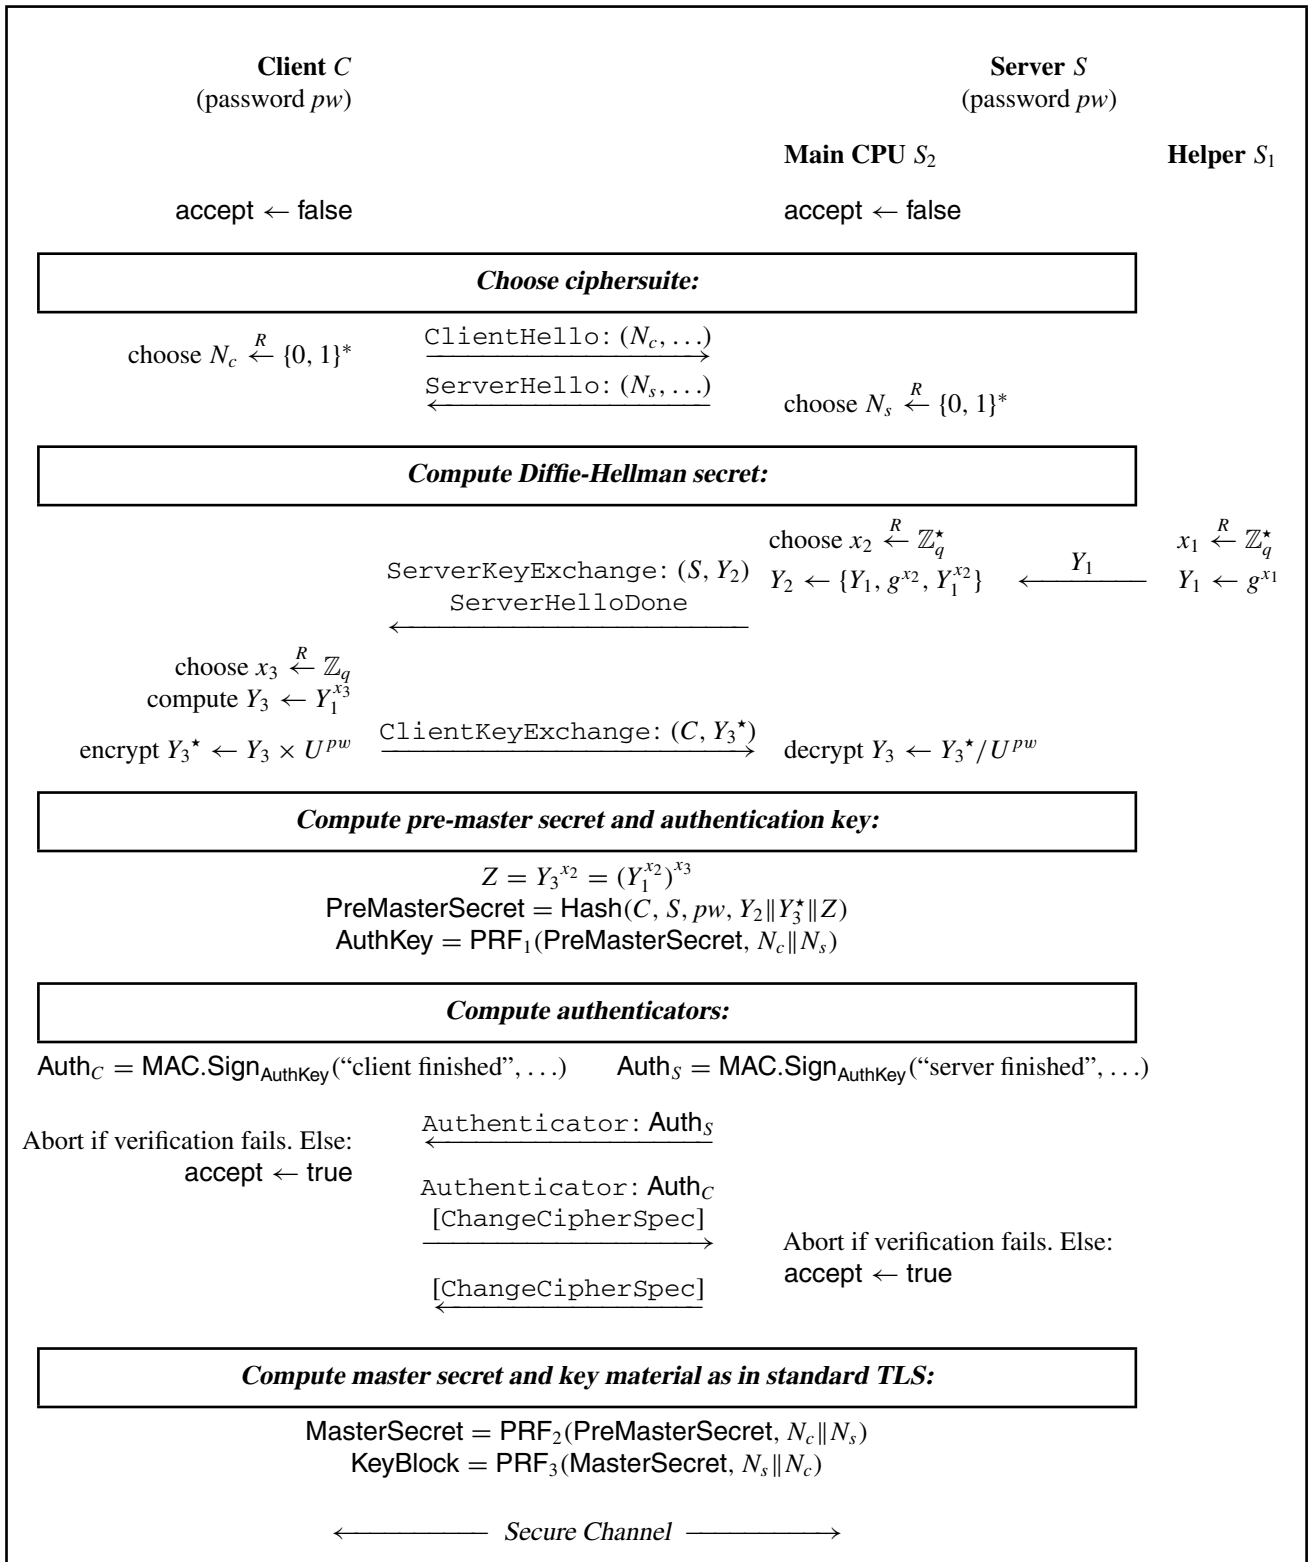 Client C Server S
(password pw) (password pw)
Main CPU S₂ Helper S₁
accept ← false accept ← false
Choose ciphersuite:
choose N_c ←^R {0, 1}* ClientHello: (N_c, …)
ServerHello: (N_s, …) choose N_s ←^R {0, 1}*
Compute Diffie-Hellman secret:
choose x₂ ←^R ℤ_q^⋆ x₁ ←^R ℤ_q^⋆
ServerKeyExchange: (S, Y₂) Y₂ ← {Y₁, g^{x₂}, Y₁^{x₂}} Y₁ Y₁ ← g^{x₁}
ServerHelloDone
choose x₃ ←^R ℤ_q
compute Y₃ ← Y₁^{x₃}
encrypt Y₃^⋆ ← Y₃ × U^{pw} ClientKeyExchange: (C, Y₃^⋆) decrypt Y₃ ← Y₃^⋆/U^{pw}
Compute pre-master secret and authentication key:
Z = Y₃^{x₂} = (Y₁^{x₂})^{x₃}
PreMasterSecret = Hash(C, S, pw, Y₂‖Y₃^⋆‖Z)
AuthKey = PRF₁(PreMasterSecret, N_c‖N_s)
Compute authenticators:
Auth_C = MAC.Sign_AuthKey(“client finished”, …) Auth_S = MAC.Sign_AuthKey(“server finished”, …)
Authenticator: Auth_S
Abort if verification fails. Else:
accept ← true
Authenticator: Auth_C
[ChangeCipherSpec]
Abort if verification fails. Else:
accept ← true
[ChangeCipherSpec]
Compute master secret and key material as in standard TLS:
MasterSecret = PRF₂(PreMasterSecret, N_c‖N_s)
KeyBlock = PRF₃(MasterSecret, N_s‖N_c)
Secure Channel